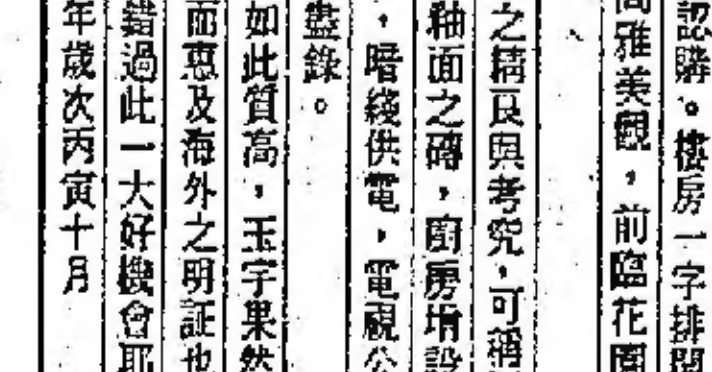 認購。樓房一字排開
高雅美觀,前臨花園
之精良與考究,可稱
釉面之磚,廚房增設
,暗綫供電,電視公
盡錄。
如此質高,玉宇果然
而惠及海外之明証也
錯過此一大好機會耶
年歲次丙寅十月